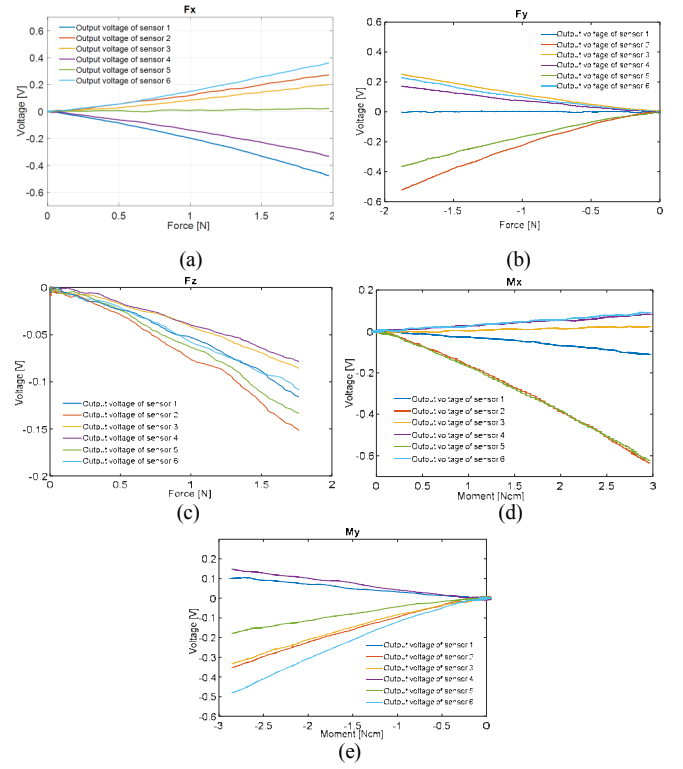 Fx
Voltage [V]
0.6
0.4
0.2
0
-0.2
-0.4
-0.6
Output voltage of sensor 1
Output voltage of sensor 2
Output voltage of sensor 3
Output voltage of sensor 4
Output voltage of sensor 5
Output voltage of sensor 6
0 0.5 1 1.5 2
Force [N]
(a)
Fy
Voltage [V]
0.8
0.6
0.4
0.2
0
-0.2
-0.4
-0.6
Output voltage of sensor 1
Output voltage of sensor 2
Output voltage of sensor 3
Output voltage of sensor 4
Output voltage of sensor 5
Output voltage of sensor 6
-2 -1.5 -1 -0.5 0
Force [N]
(b)
Fz
Voltage [V]
0
-0.05
-0.1
-0.15
-0.2
Output voltage of sensor 1
Output voltage of sensor 2
Output voltage of sensor 3
Output voltage of sensor 4
Output voltage of sensor 5
Output voltage of sensor 6
0 0.5 1 1.5 2
Force [N]
(c)
Mx
Voltage [V]
0.2
0
-0.2
-0.4
-0.6
Output voltage of sensor 1
Output voltage of sensor 2
Output voltage of sensor 3
Output voltage of sensor 4
Output voltage of sensor 5
Output voltage of sensor 6
0 0.5 1 1.5 2 2.5 3
Moment [Ncm]
(d)
My
Voltage [V]
0.3
0.2
0.1
0
-0.1
-0.2
-0.3
-0.4
-0.5
-0.6
Output voltage of sensor 1
Output voltage of sensor 2
Output voltage of sensor 3
Output voltage of sensor 4
Output voltage of sensor 5
Output voltage of sensor 6
-3 -2.5 -2 -1.5 -1 -0.5 0
Moment [Ncm]
(e)